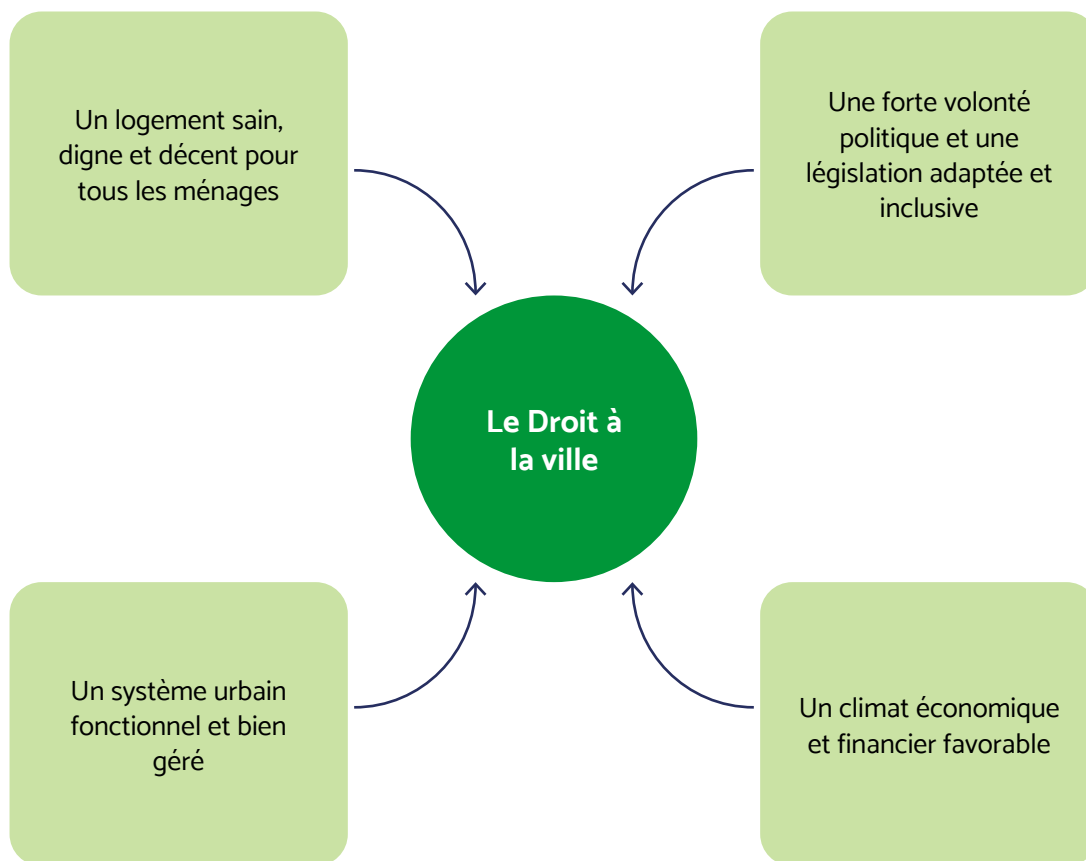 Un logement sain,
digne et décent pour
tous les ménages
Une forte volonté
politique et une
législation adaptée et
inclusive
Le Droit à
la ville
Un système urbain
fonctionnel et bien
géré
Un climat économique
et financier favorable